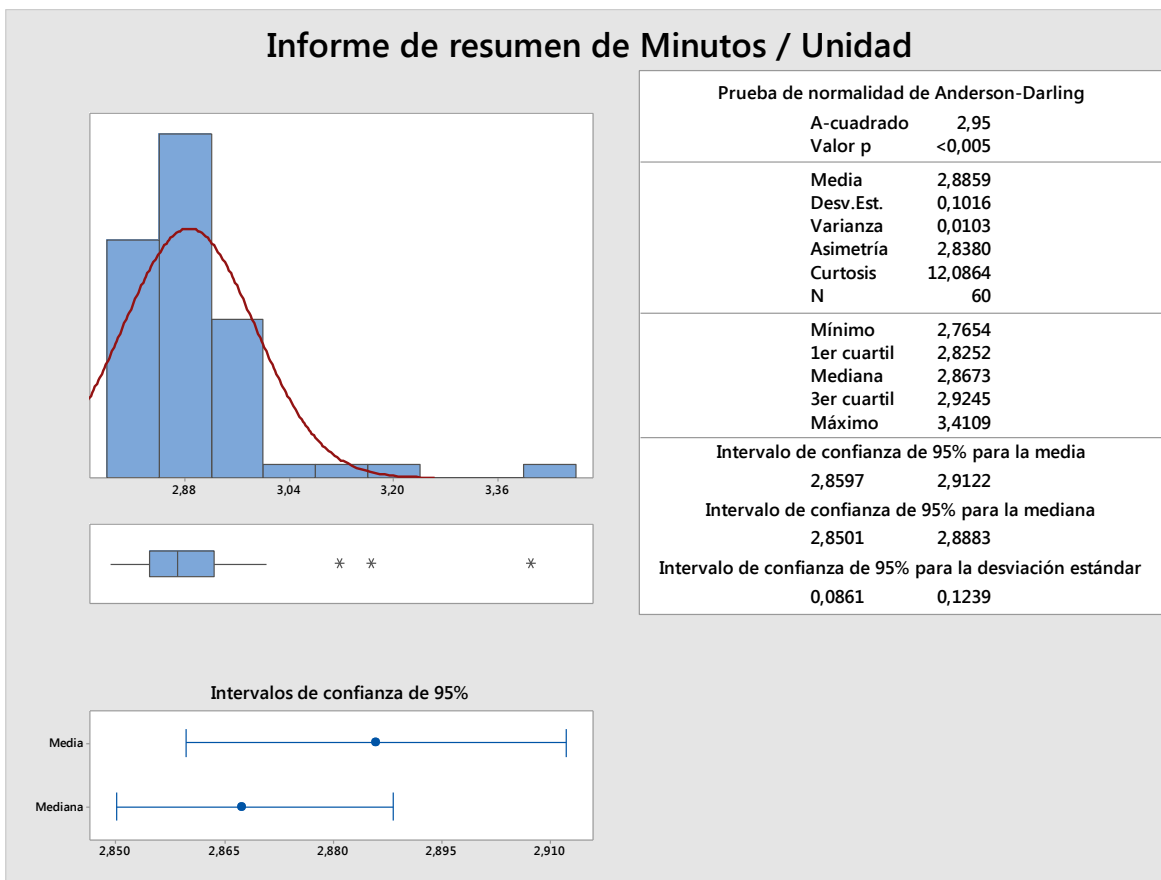 Informe de resumen de Minutos / Unidad
2,88 3,04 3,20 3,36
* * *
Intervalos de confianza de 95%
Media
Mediana
2,850 2,865 2,880 2,895 2,910
Prueba de normalidad de Anderson-Darling
A-cuadrado 2,95
Valor p <0,005
Media 2,8859
Desv.Est. 0,1016
Varianza 0,0103
Asimetría 2,8380
Curtosis 12,0864
N 60
Mínimo 2,7654
1er cuartil 2,8252
Mediana 2,8673
3er cuartil 2,9245
Máximo 3,4109
Intervalo de confianza de 95% para la media
2,8597 2,9122
Intervalo de confianza de 95% para la mediana
2,8501 2,8883
Intervalo de confianza de 95% para la desviación estándar
0,0861 0,1239